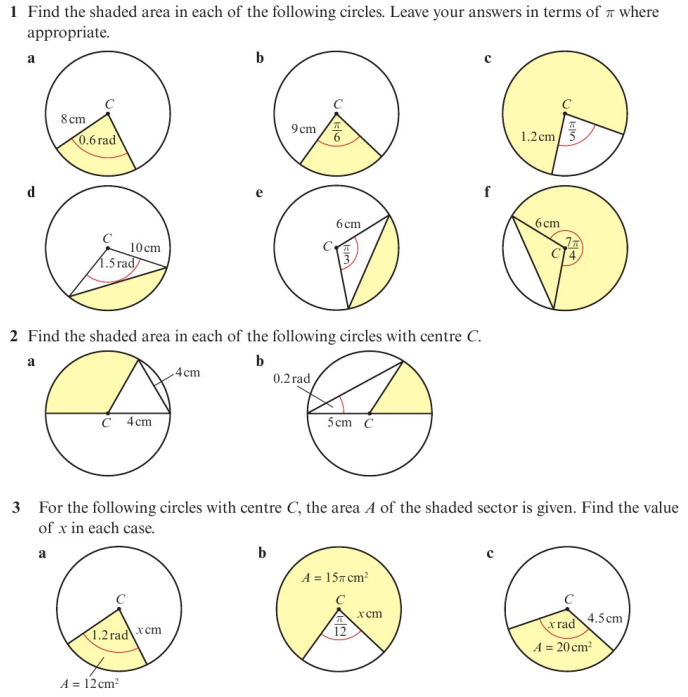 1 Find the shaded area in each of the following circles. Leave your answers in terms of π where
appropriate.
a
b
c
C
8 cm
0.6 rad
C
9 cm
π/6
C
1.2 cm
π/5
d
e
f
C
10 cm
1.5 rad
6 cm
C
π/3
6 cm
C
7π/4
2 Find the shaded area in each of the following circles with centre C.
a
b
4 cm
C 4 cm
0.2 rad
5 cm C
3 For the following circles with centre C, the area A of the shaded sector is given. Find the value
of x in each case.
a
b
c
C
1.2 rad x cm
A = 12 cm²
A = 15π cm²
C
x cm
π/12
C
x rad 4.5 cm
A = 20 cm²